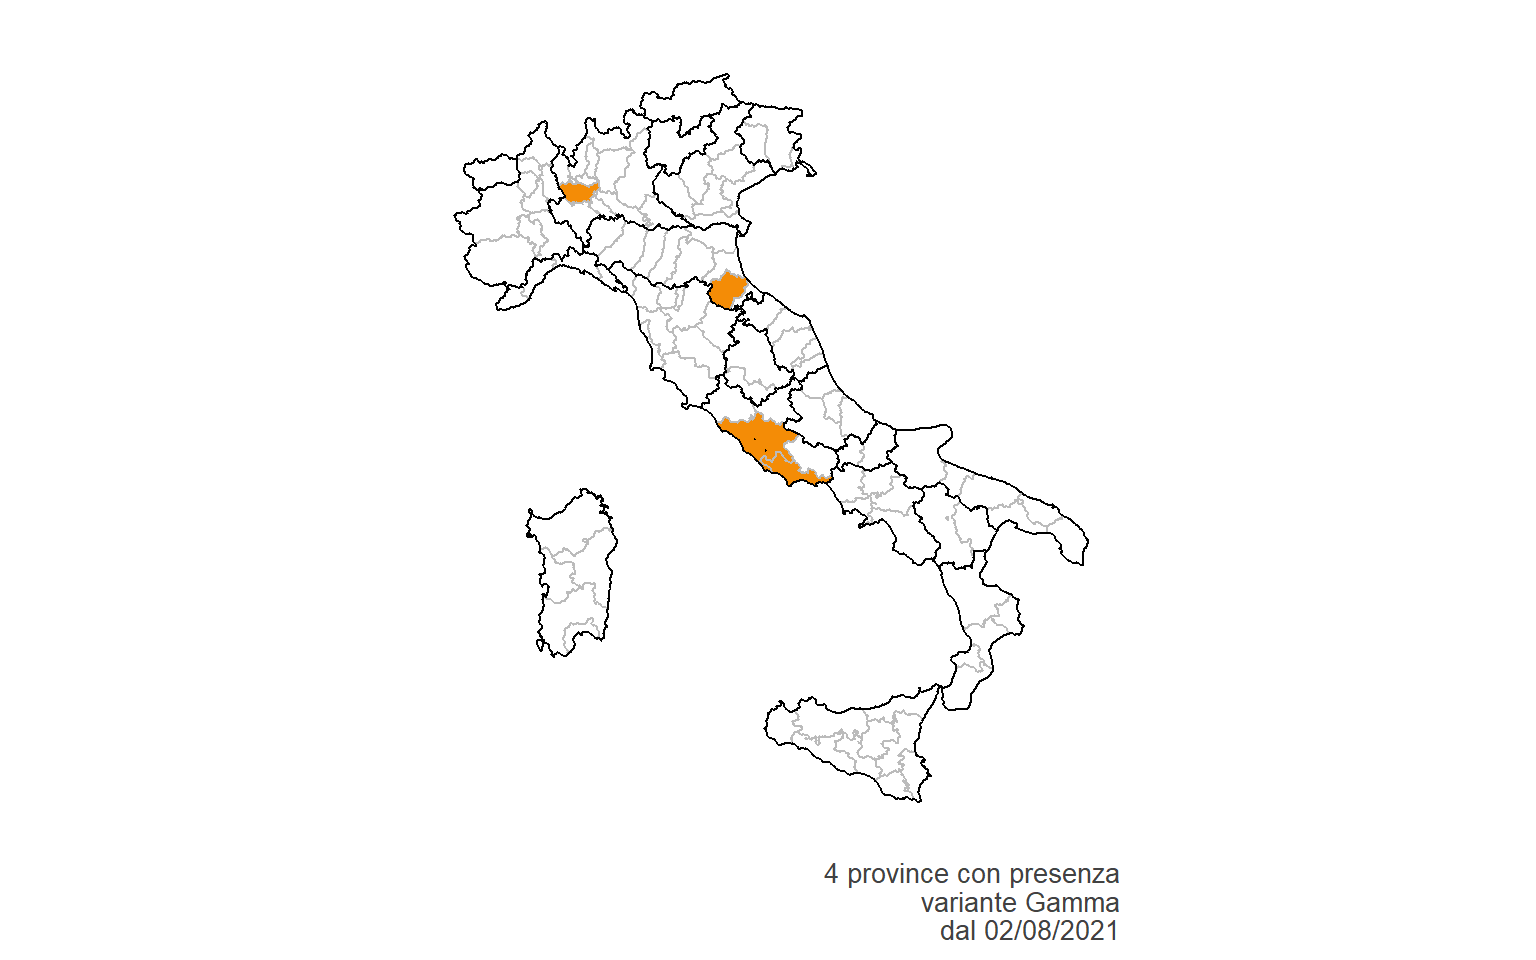 4 province con presenza
variante Gamma
dal 02/08/2021